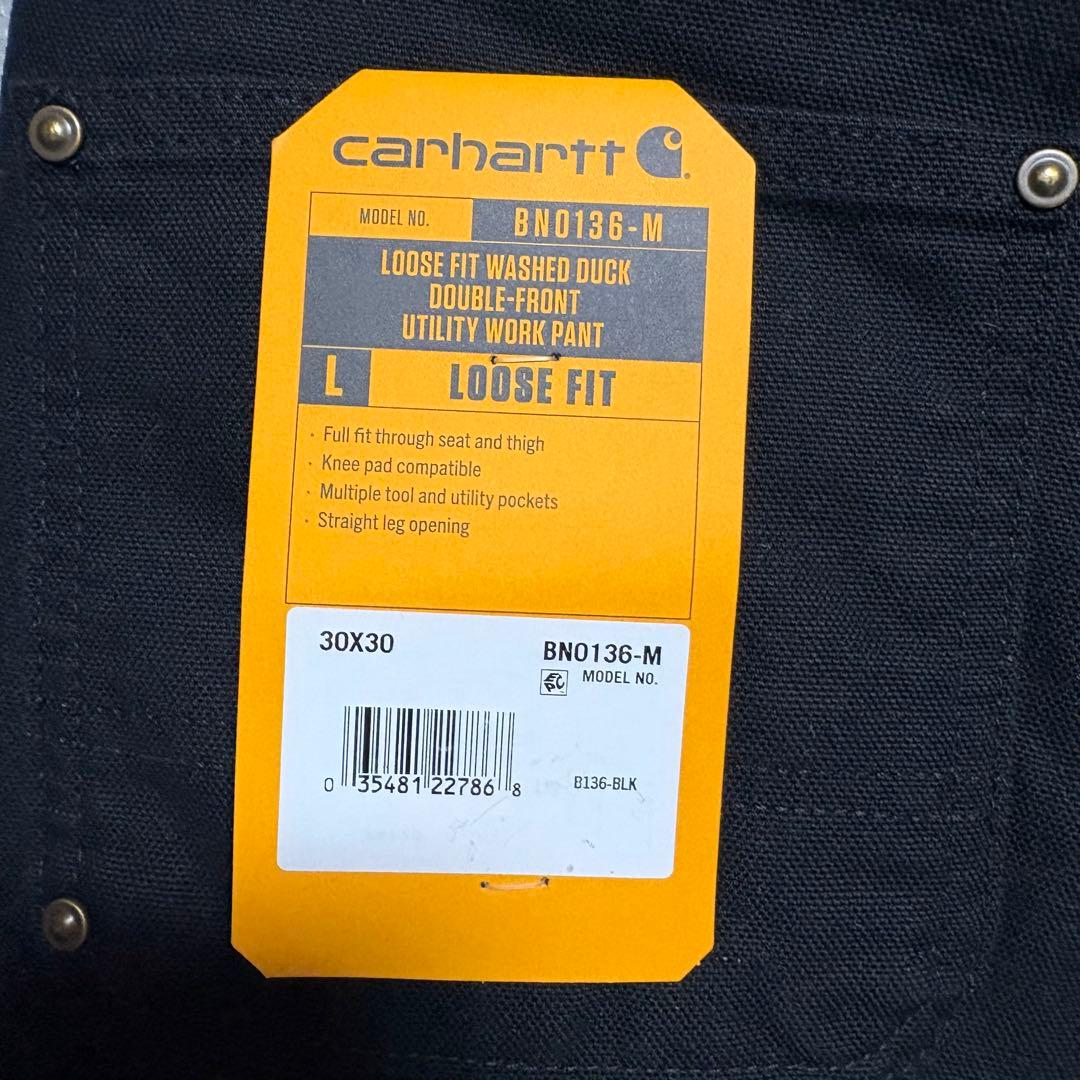 carhartt
MODEL NO. BN0136-M
LOOSE FIT WASHED DUCK
DOUBLE-FRONT
UTILITY WORK PANT
L LOOSE FIT
· Full fit through seat and thigh
· Knee pad compatible
· Multiple tool and utility pockets
· Straight leg opening
30X30 BN0136-M
MODEL NO.
0 35481 22786 8 B136-BLK